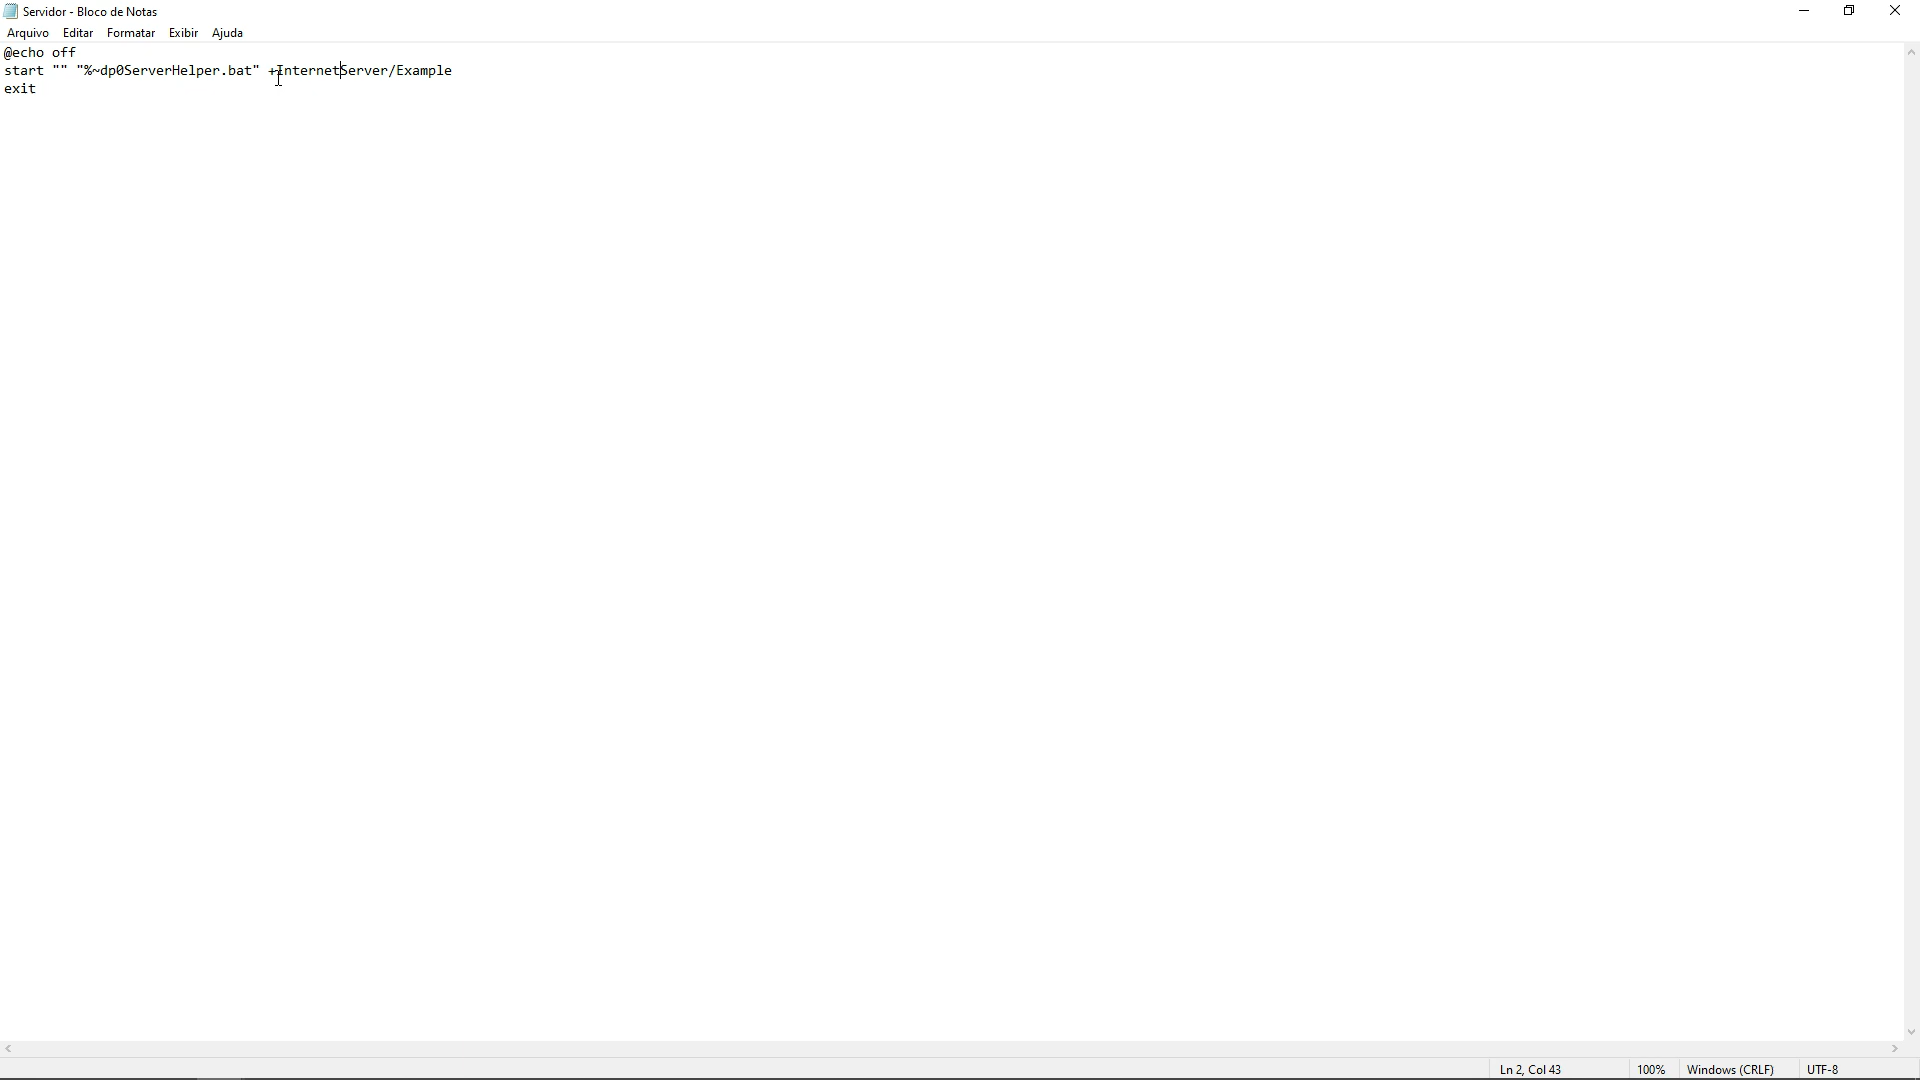 Servidor - Bloco de Notas
Arquivo Editar Formatar Exibir Ajuda
@echo off
start "" "%~dp0ServerHelper.bat" +InternetServer/Example
exit
Ln 2, Col 43 100% Windows (CRLF) UTF-8